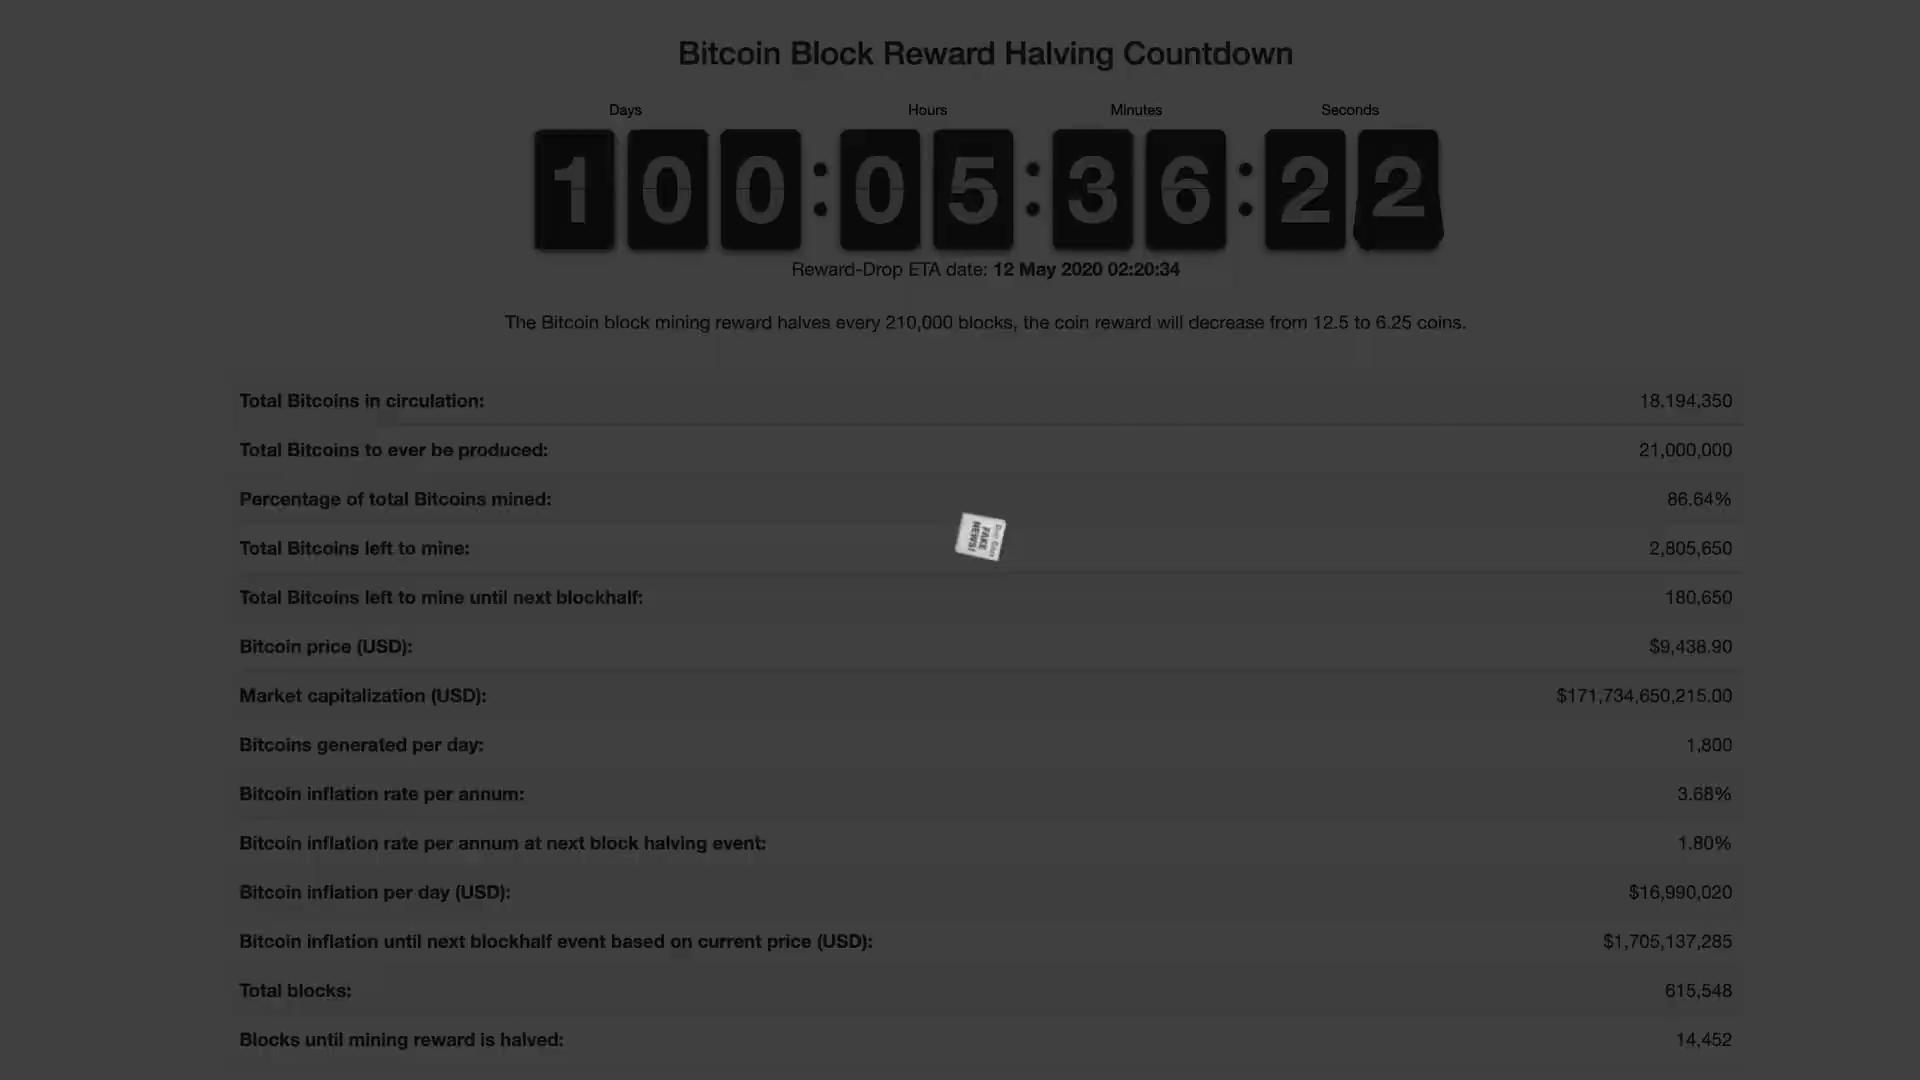 Bitcoin Block Reward Halving Countdown
Days Hours Minutes Seconds
100:05:36:22
Reward-Drop ETA date: 12 May 2020 02:20:34
The Bitcoin block mining reward halves every 210,000 blocks, the coin reward will decrease from 12.5 to 6.25 coins.
Total Bitcoins in circulation: 18,194,350
Total Bitcoins to ever be produced: 21,000,000
Percentage of total Bitcoins mined: 86.64%
Total Bitcoins left to mine: 2,805,650
Total Bitcoins left to mine until next blockhalf: 180,650
Bitcoin price (USD): $9,438.90
Market capitalization (USD): $171,734,650,215.00
Bitcoins generated per day: 1,800
Bitcoin inflation rate per annum: 3.68%
Bitcoin inflation rate per annum at next block halving event: 1.80%
Bitcoin inflation per day (USD): $16,990,020
Bitcoin inflation until next blockhalf event based on current price (USD): $1,705,137,285
Total blocks: 615,548
Blocks until mining reward is halved: 14,452
FAKE
NEWS!